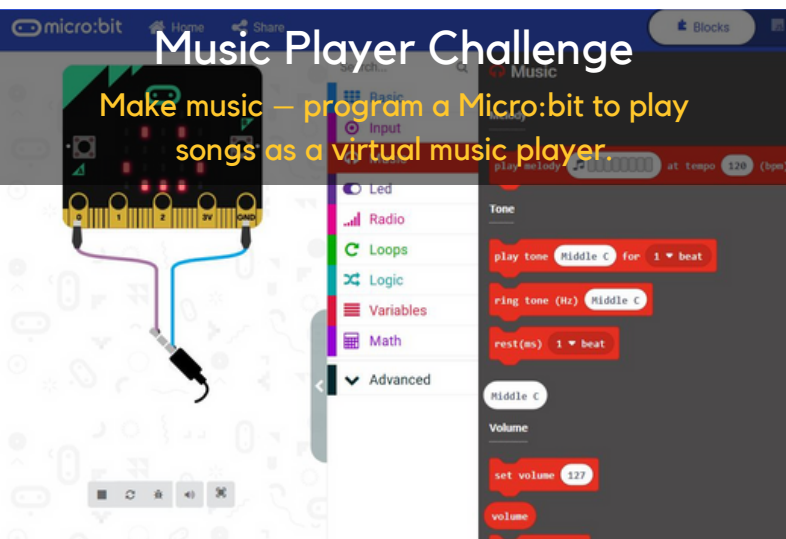 micro:bit Home Share Blocks
Music Player Challenge
Search... Music
Make music — program a Micro:bit to play
songs as a virtual music player.
Basic
Melody
Input
Music
play melody at tempo 120 (bpm)
Led
Tone
Radio
Loops
play tone Middle C for 1 beat
Logic
ring tone (Hz) Middle C
Variables
Math
rest(ms) 1 beat
Advanced
Middle C
Volume
set volume 127
volume
0 1 2 3V GND
B
A